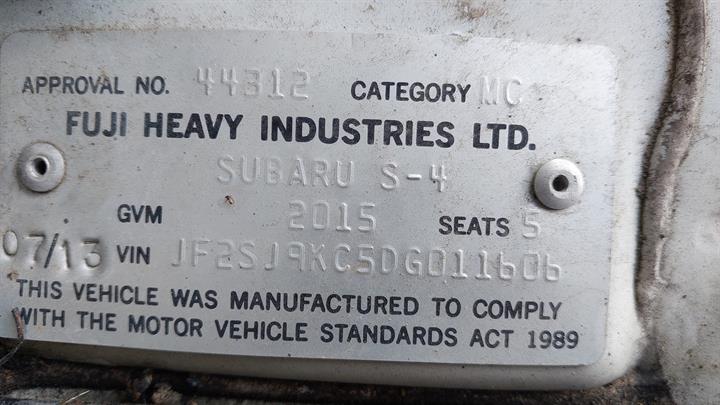 APPROVAL NO. 44312 CATEGORY MC
FUJI HEAVY INDUSTRIES LTD.
SUBARU S-4
GVM 2015 SEATS 5
07/13 VIN JF2SJ9KC5DG011606
THIS VEHICLE WAS MANUFACTURED TO COMPLY
WITH THE MOTOR VEHICLE STANDARDS ACT 1989